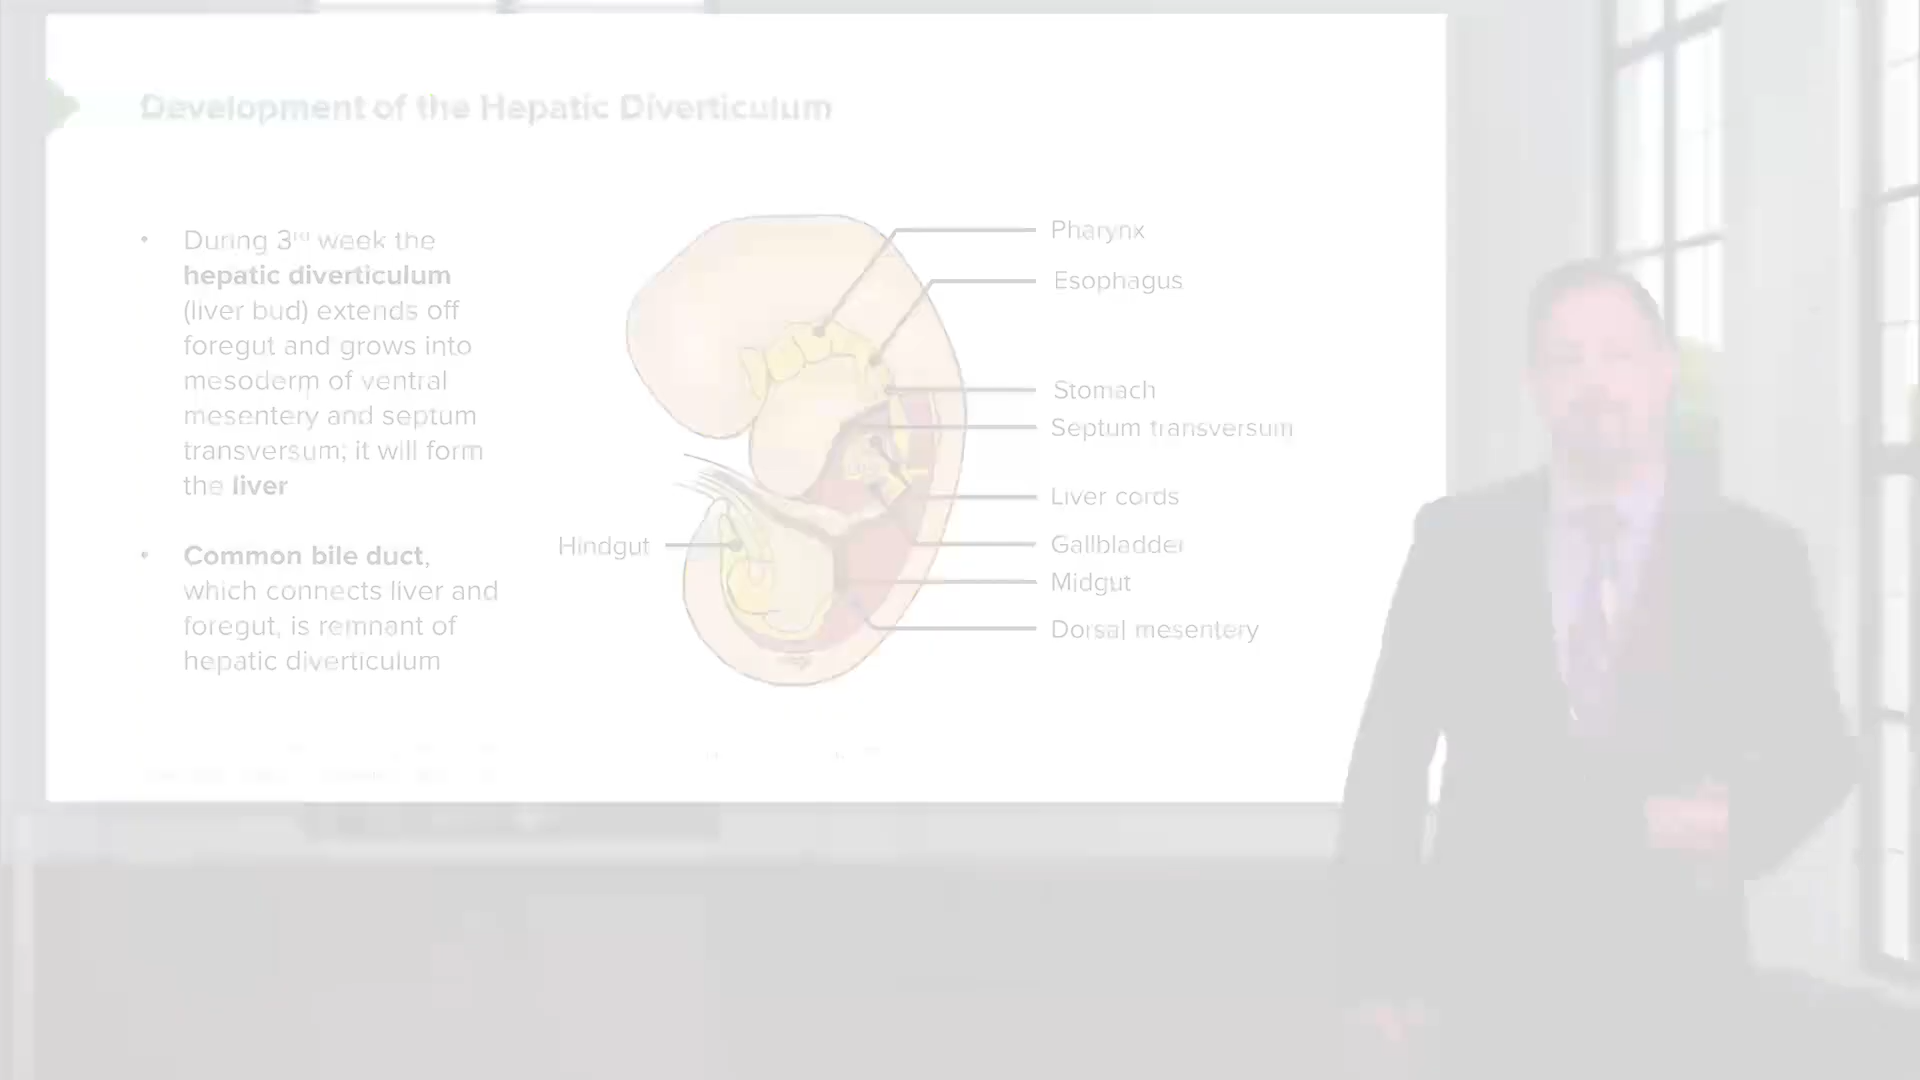 Development of the Hepatic Diverticulum
• During 3rd week the
hepatic diverticulum
(liver bud) extends off
foregut and grows into
mesoderm of ventral
mesentery and septum
transversum; it will form
the liver
• Common bile duct,
which connects liver and
foregut, is remnant of
hepatic diverticulum
Pharynx
Esophagus
Stomach
Septum transversum
Liver cords
Hindgut
Gallbladder
Midgut
Dorsal mesentery